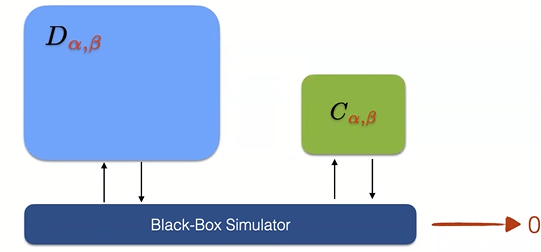 D_{α,β}
C_{α,β}
Black-Box Simulator
0